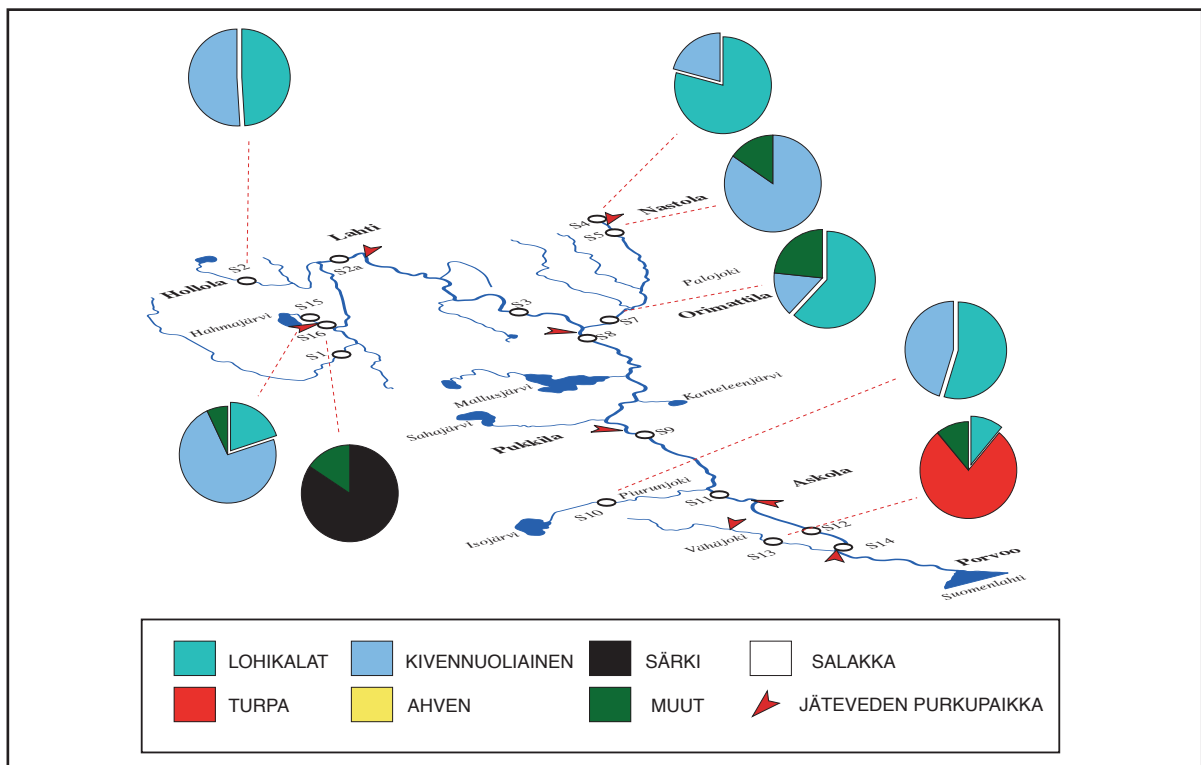 S4
Nastola
S5
Lahti
S2a
S2
Hollola
Palojoki
S15
S3
S7
Orimattila
Hahmajärvi
S16
S8
S1
Mallusjärvi
Kanteleenjärvi
Sahajärvi
Pukkila
S9
Askola
Piurunjoki
S11
S10
S12
Isojärvi
Vähäjoki
S13
S14
Porvoo
Suomenlahti
LOHIKALAT KIVENNUOLIAINEN SÄRKI SALAKKA
TURPA AHVEN MUUT JÄTEVEDEN PURKUPAIKKA